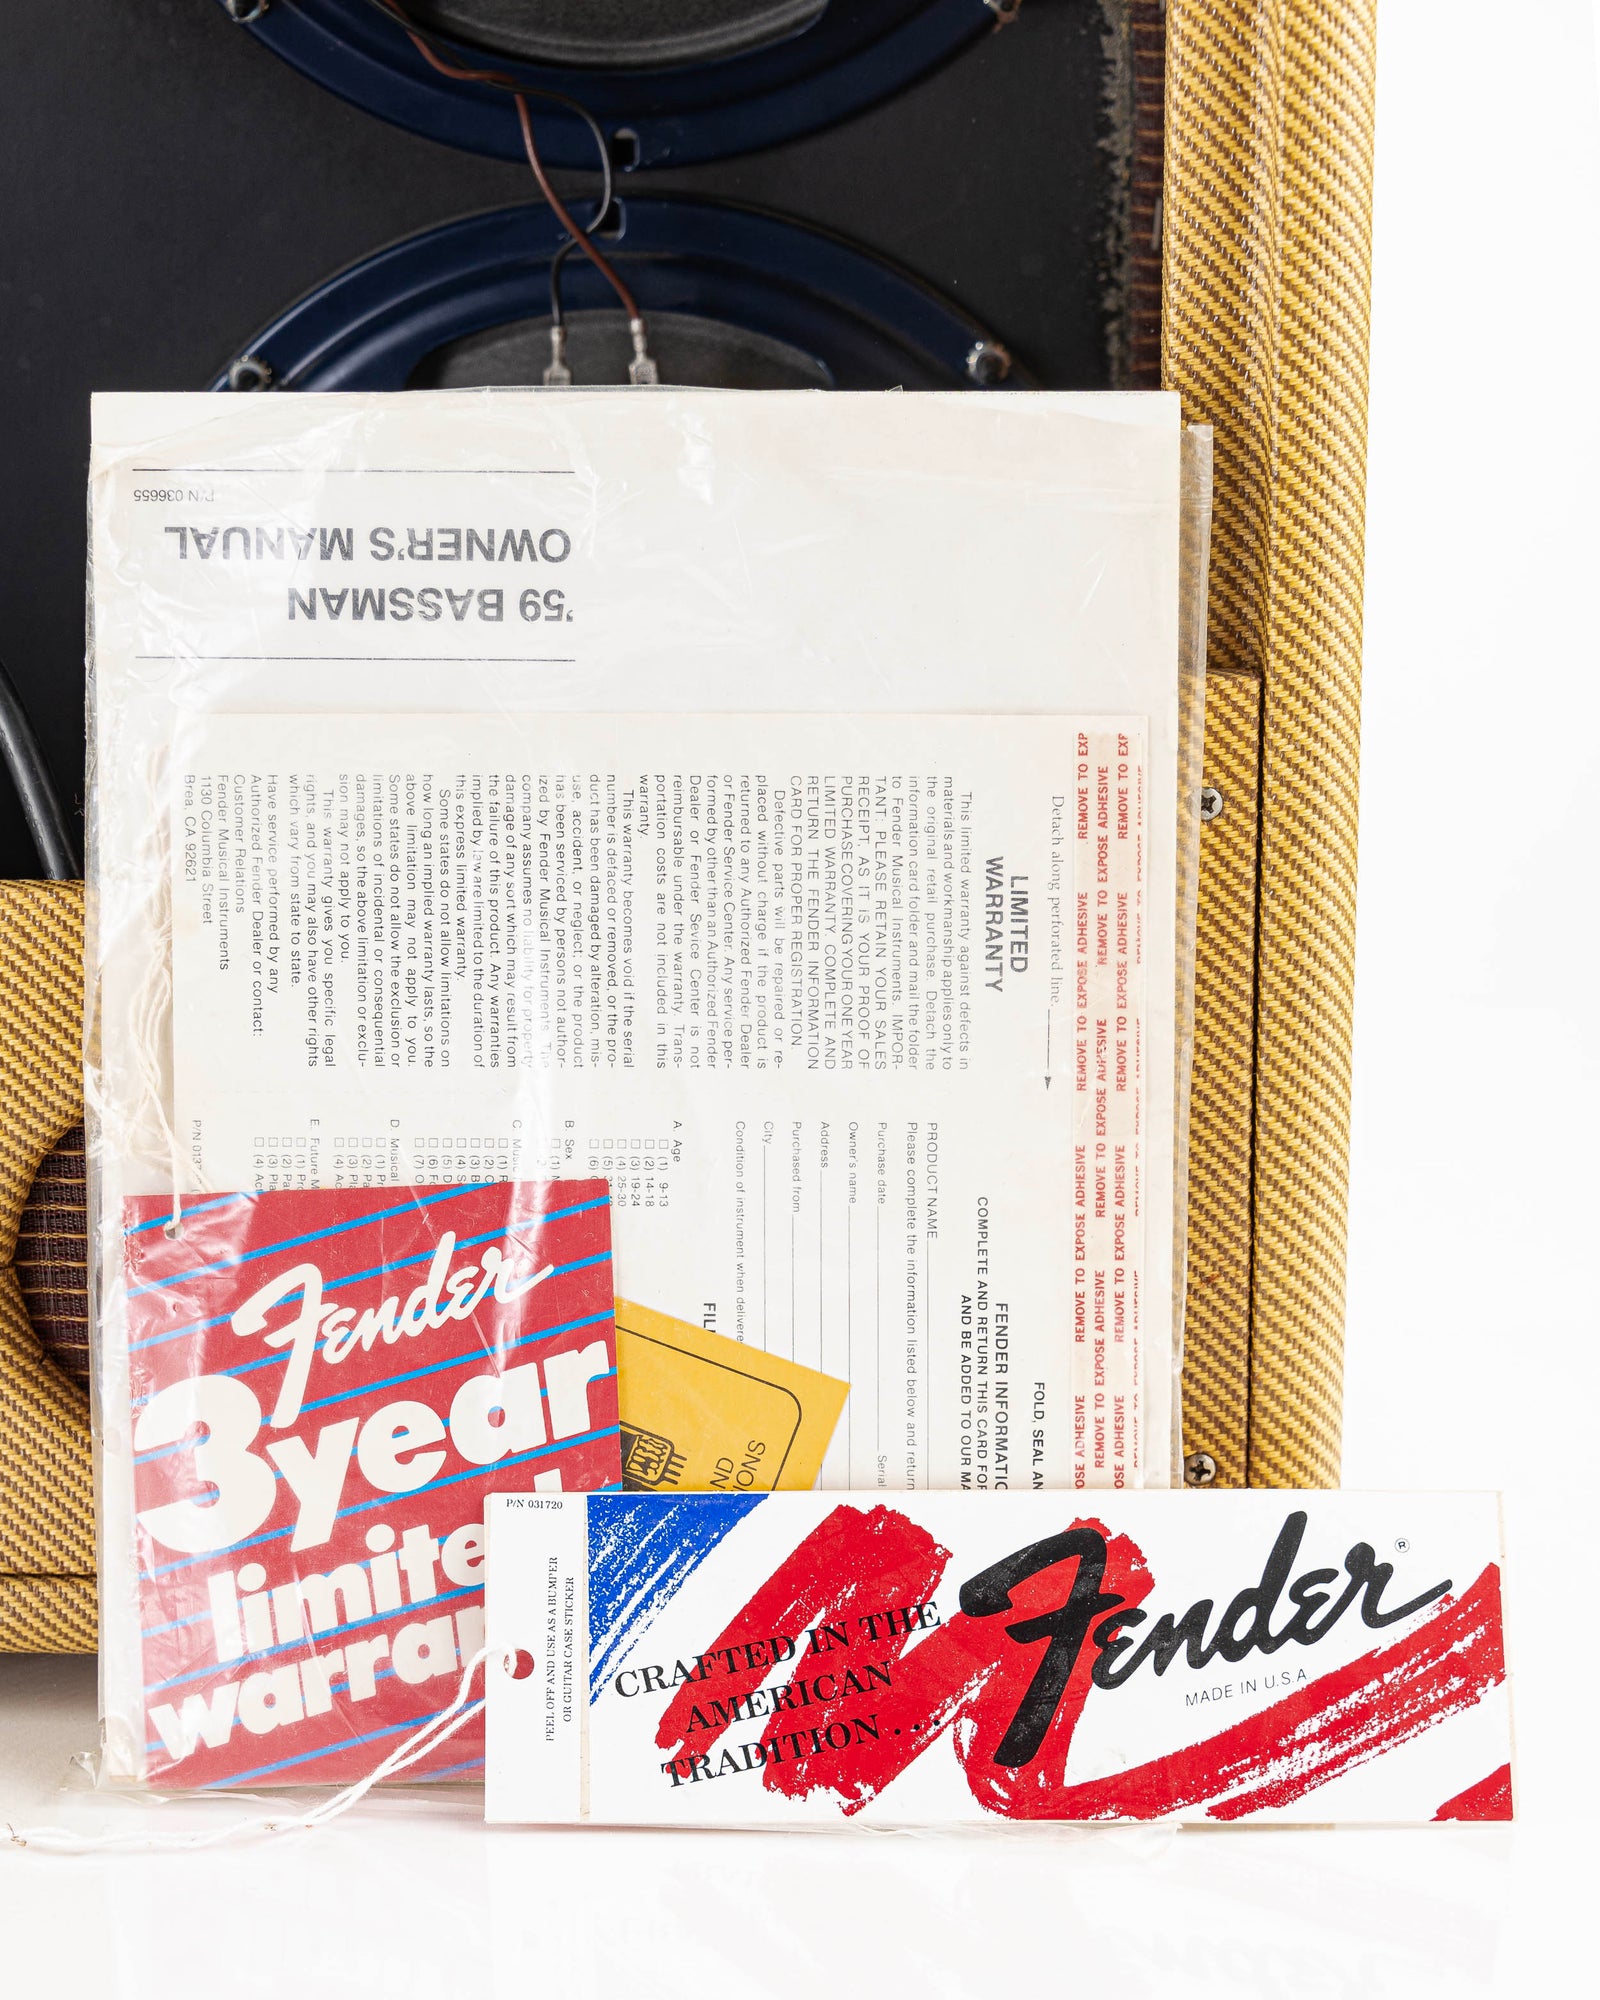 '59 BASSMAN
OWNER'S MANUAL
P/N 036655
REMOVE TO EXPOSE ADHESIVE
REMOVE TO EXPOSE ADHESIVE
REMOVE TO EXPOSE ADHESIVE
Detach along perforated line.
LIMITED
WARRANTY
This limited warranty against defects in
materials and workmanship applies only to
the original retail purchase. Detach the
information card folder and mail the folder
to Fender Musical Instruments. IMPOR-
TANT: PLEASE RETAIN YOUR SALES
RECEIPT, AS IT IS YOUR PROOF OF
PURCHASE COVERING YOUR ONE YEAR
LIMITED WARRANTY. COMPLETE AND
RETURN THE FENDER INFORMATION
CARD FOR PROPER REGISTRATION.
Defective parts will be repaired or re-
placed without charge if the product is
returned to any Authorized Fender Dealer
or Fender Service Center. Any service per-
formed by other than an Authorized Fender
Dealer or Fender Sevice Center is not
reimbursable under the warranty. Trans-
portation costs are not included in this
warranty.
This warranty becomes void if the serial
number is defaced or removed, or the pro-
duct has been damaged by alteration, mis-
use, accident, or neglect; or the product
has been serviced by persons not author-
ized by Fender Musical Instruments. The
company assumes no liability for property
damage of any sort which may result from
the failure of this product. Any warranties
implied by law are limited to the duration of
this express limited warranty.
Some states do not allow limitations on
how long an implied warranty lasts, so the
above limitation may not apply to you.
Some states do not allow the exclusion or
limitations of incidental or consequential
damages, so the above limitation or exclu-
sion may not apply to you.
This warranty gives you specific legal
rights, and you may also have other rights
which vary from state to state.
Have service performed by any
Authorized Fender Dealer or contact:
Customer Relations
Fender Musical Instruments
1130 Columbia Street
Brea, CA 92621
FOLD, SEAL AN
FENDER INFORMATIO
COMPLETE AND RETURN THIS CARD FOR
AND BE ADDED TO OUR MA
Please complete the information listed below and return
PRODUCT NAME
Purchase date Serial
Owner's name
Address
Purchased from
City
Condition of instrument when delivere
FIL
A. Age
(1) 9-13
(2) 14-18
(3) 19-24
(4) 25-30
(5)
(6)
B. Sex
(1)
C. Mus
D. Musical
E. Future M
P/N 013
Fender
3 year
limite
warra
P/N 031720
PEEL OFF AND USE AS A BUMPER
OR GUITAR CASE STICKER
CRAFTED IN THE
AMERICAN
TRADITION . . .
Fender®
MADE IN U.S.A